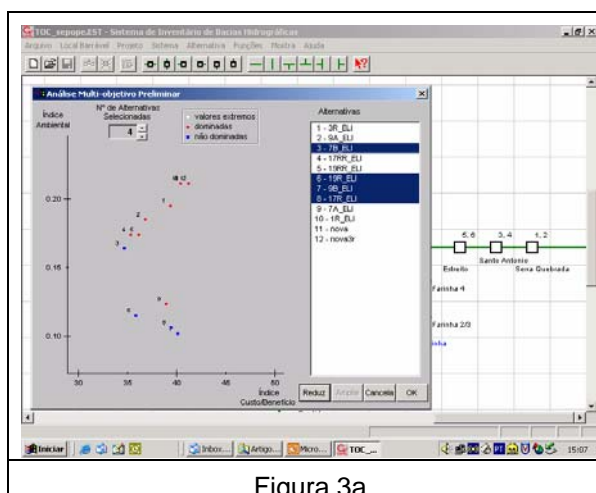 TOC_sepope.EST - Sistema de Inventário de Bacias Hidrográficas
Arquivo Local Barrável Projeto Sistema Alternativa Funções Mostra Ajuda
Análise Multi-objetivo Preliminar
Índice Ambiental
Nº de Alternativas Selecionadas
4
valores extremos
dominadas
não dominadas
Alternativas
1 - 3R_ELI
2 - 9A_ELI
3 - 7B_ELI
4 - 17RR_ELI
5 - 19RR_ELI
6 - 19R_ELI
7 - 9B_ELI
8 - 17R_ELI
9 - 7A_ELI
10 - 1R_ELI
11 - nova
12 - nova3r
0.20
0.15
0.10
30 35 40 45 50
Índice Custo/Benefício
1
2
3
Reduz Amplia Cancela OK
5, 6 3, 4 1, 2
Estreito Santo Antonio Serra Quebrada
Farinha 4
Farinha 2/3
Iniciar Inbox... Artigo... Micro... TOC_... PT 15:07
Figura 3a